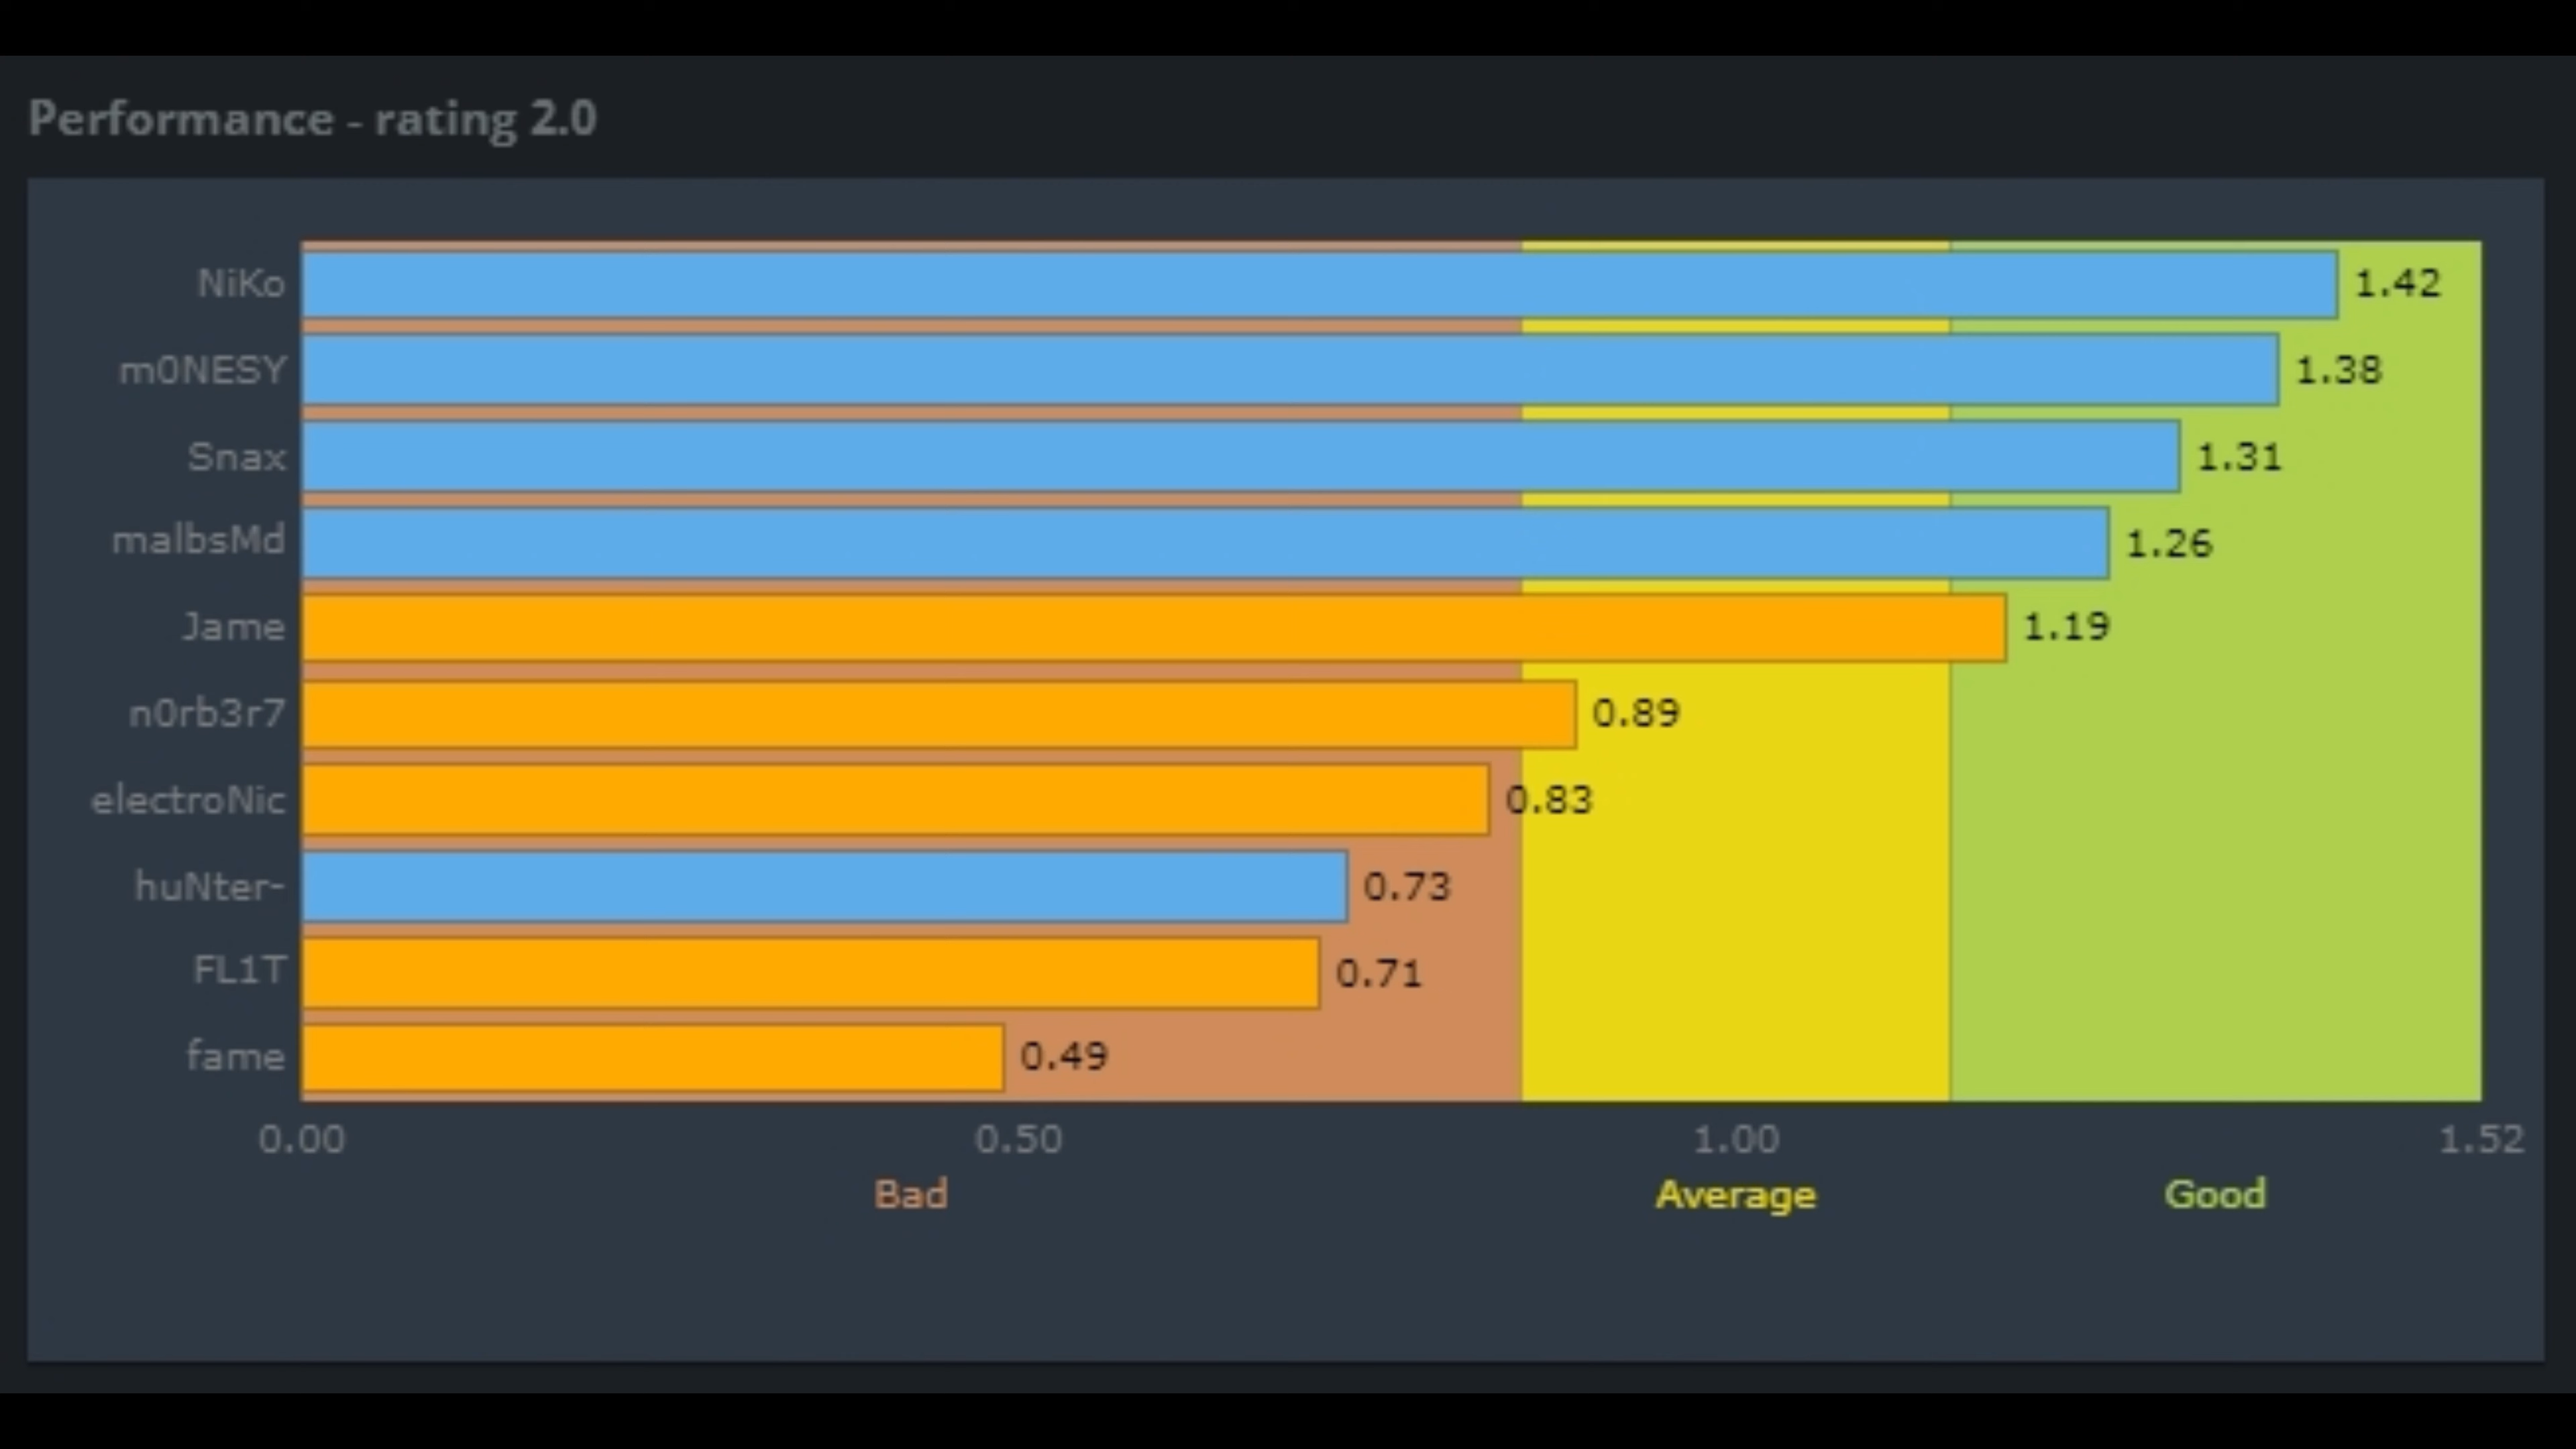 Performance - rating 2.0
NiKo 1.42
m0NESY 1.38
Snax 1.31
malbsMd 1.26
Jame 1.19
n0rb3r7 0.89
electroNic 0.83
huNter- 0.73
FL1T 0.71
fame 0.49
0.00 0.50 1.00 1.52
Bad Average Good